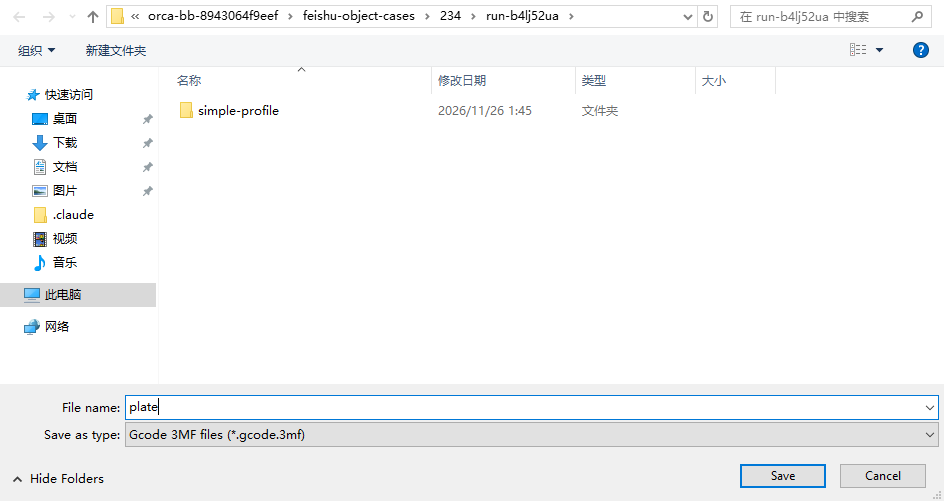 « orca-bb-8943064f9eef › feishu-object-cases › 234 › run-b4lj52ua › 在 run-b4lj52ua 中搜索
组织 新建文件夹 ?
快速访问
桌面
下载
文档
图片
.claude
视频
音乐
此电脑
网络
名称 修改日期 类型 大小
simple-profile 2026/11/26 1:45 文件夹
File name: plate
Save as type: Gcode 3MF files (*.gcode.3mf)
Hide Folders Save Cancel